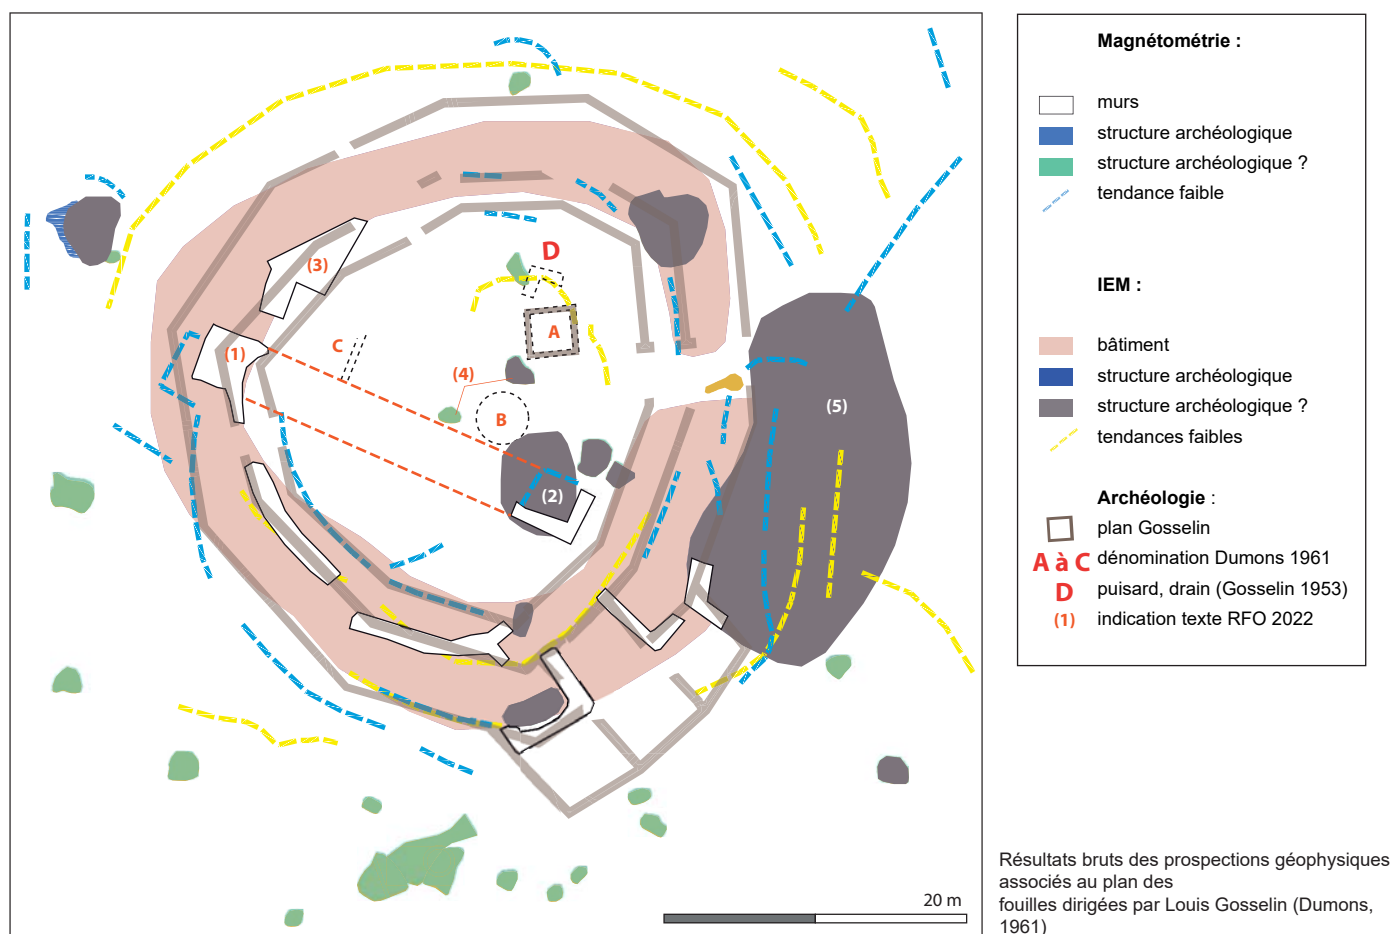 D
(3)
A
(1)
C
(4)
B
(5)
(2)
20 m
Magnétométrie :
murs
structure archéologique
structure archéologique ?
tendance faible
IEM :
bâtiment
structure archéologique
structure archéologique ?
tendances faibles
Archéologie :
plan Gosselin
A à C dénomination Dumons 1961
D puisard, drain (Gosselin 1953)
(1) indication texte RFO 2022
Résultats bruts des prospections géophysiques
associés au plan des
fouilles dirigées par Louis Gosselin (Dumons,
1961)